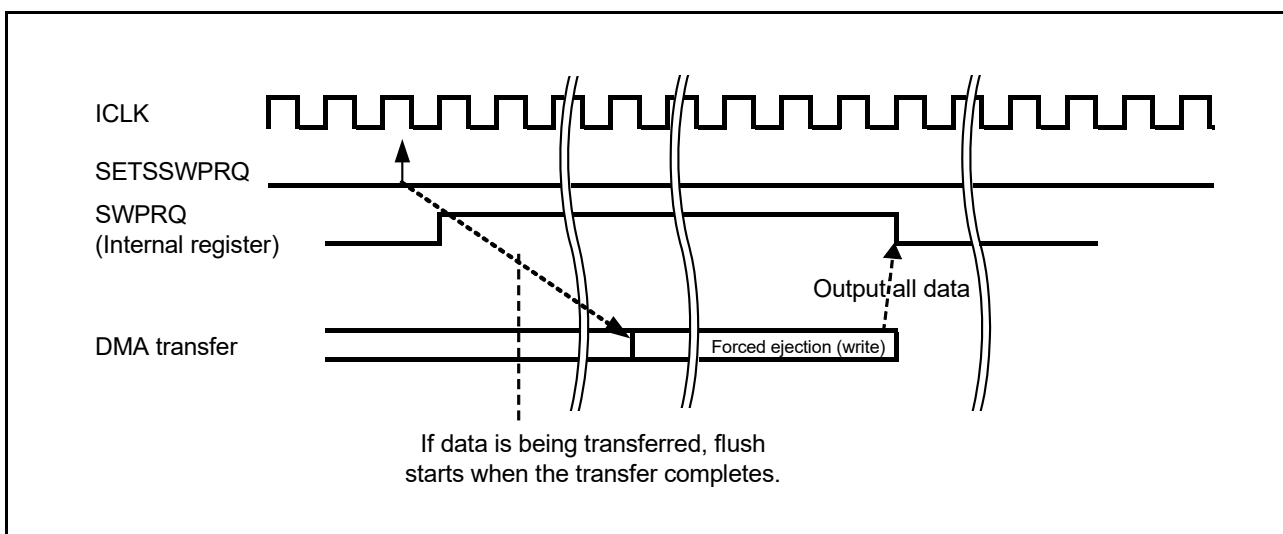 ICLK
SETSSWPRQ
SWPRQ
(Internal register)
Output all data
DMA transfer
Forced ejection (write)
If data is being transferred, flush
starts when the transfer completes.